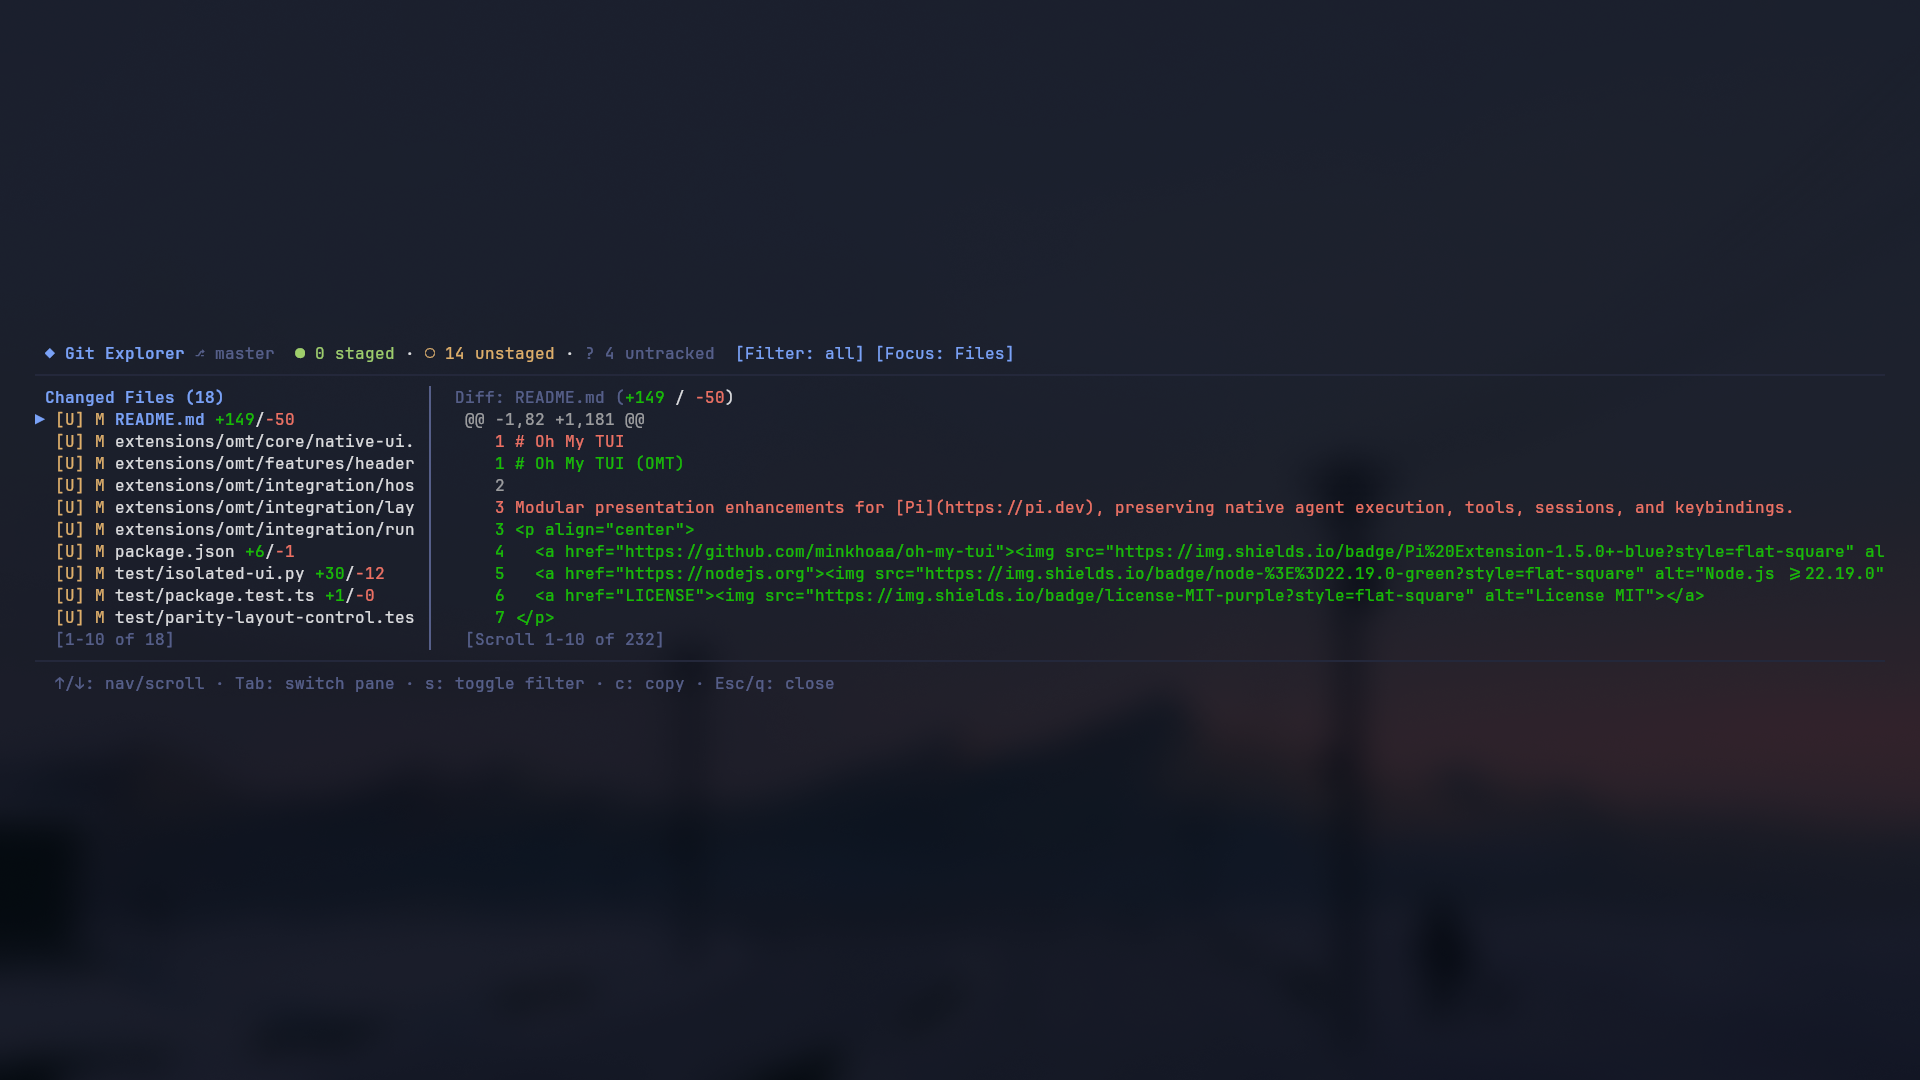 ◆ Git Explorer ⎇ master  ● 0 staged · ○ 14 unstaged · ? 4 untracked  [Filter: all] [Focus: Files]
Changed Files (18)
▶ [U] M README.md +149/-50
[U] M extensions/omt/core/native-ui.
[U] M extensions/omt/features/header
[U] M extensions/omt/integration/hos
[U] M extensions/omt/integration/lay
[U] M extensions/omt/integration/run
[U] M package.json +6/-1
[U] M test/isolated-ui.py +30/-12
[U] M test/package.test.ts +1/-0
[U] M test/parity-layout-control.tes
[1-10 of 18]
Diff: README.md (+149 / -50)
@@ -1,82 +1,181 @@
1 # Oh My TUI
1 # Oh My TUI (OMT)
2
3 Modular presentation enhancements for [Pi](https://pi.dev), preserving native agent execution, tools, sessions, and keybindings.
3 <p align="center">
4   <a href="https://github.com/minkhoaa/oh-my-tui"><img src="https://img.shields.io/badge/Pi%20Extension-1.5.0+-blue?style=flat-square" al
5   <a href="https://nodejs.org"><img src="https://img.shields.io/badge/node-%3E%3D22.19.0-green?style=flat-square" alt="Node.js >=22.19.0"
6   <a href="LICENSE"><img src="https://img.shields.io/badge/license-MIT-purple?style=flat-square" alt="License MIT"></a>
7 </p>
[Scroll 1-10 of 232]
↑/↓: nav/scroll · Tab: switch pane · s: toggle filter · c: copy · Esc/q: close